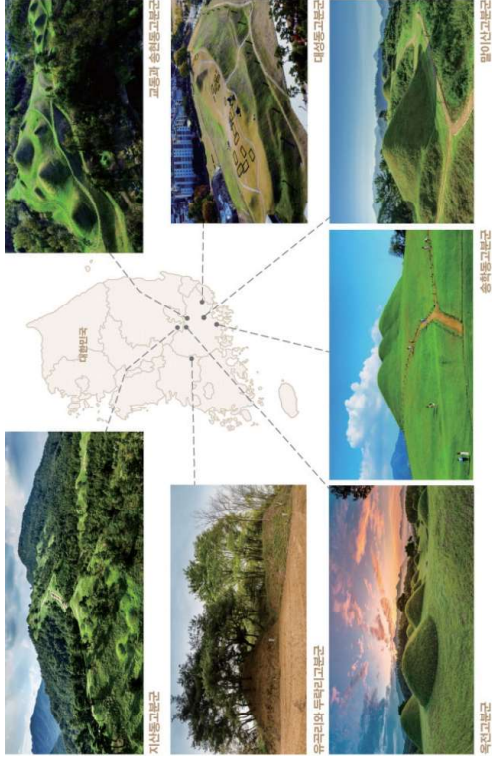 대한민국
지산동고분군
교동과 송현동고분군
유곡리와 두락리고분군
대성동고분군
옥전고분군
송학동고분군
말이산고분군